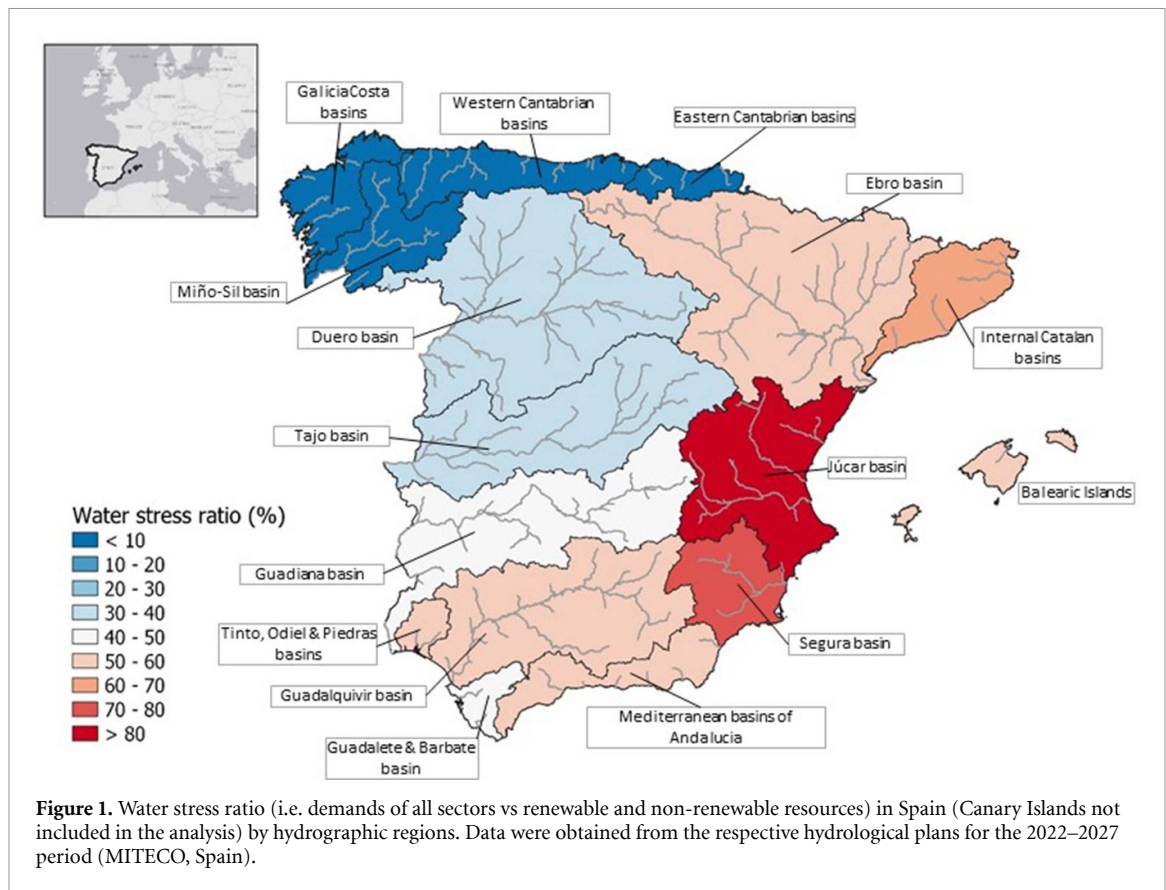 GaliciaCosta
basins
Western Cantabrian
basins
Eastern Cantabrian basins
Ebro basin
Miño-Sil basin
Duero basin
Internal Catalan
basins
Tajo basin
Júcar basin
Balearic Islands
Water stress ratio (%)
< 10
10 - 20
20 - 30
30 - 40
40 - 50
50 - 60
60 - 70
70 - 80
> 80
Guadiana basin
Tinto, Odiel & Piedras
basins
Segura basin
Guadalquivir basin
Mediterranean basins of
Andalucia
Guadalete & Barbate
basin
Figure 1. Water stress ratio (i.e. demands of all sectors vs renewable and non-renewable resources) in Spain (Canary Islands not
included in the analysis) by hydrographic regions. Data were obtained from the respective hydrological plans for the 2022–2027
period (MITECO, Spain).